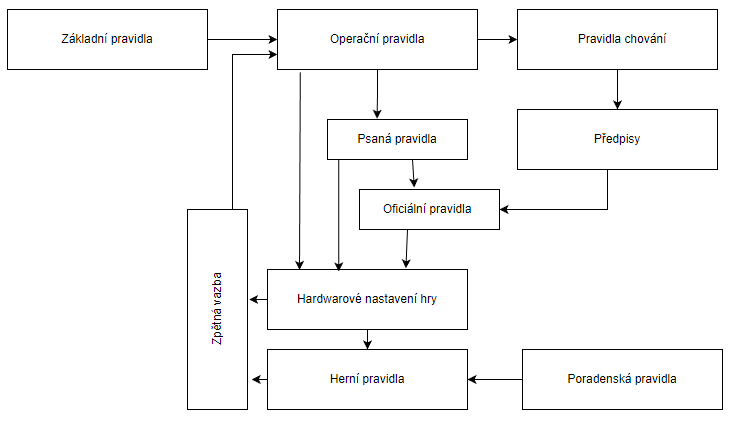 Základní pravidla
Operační pravidla
Pravidla chování
Psaná pravidla
Předpisy
Oficiální pravidla
Zpětná vazba
Hardwarové nastavení hry
Herní pravidla
Poradenská pravidla